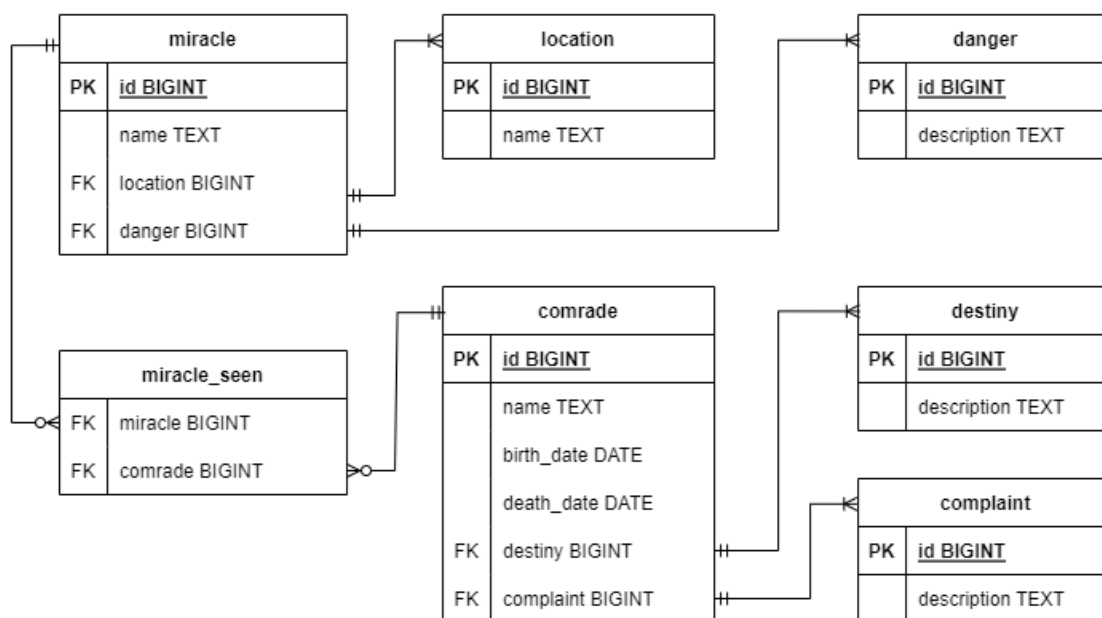 miracle
PK id BIGINT
name TEXT
FK location BIGINT
FK danger BIGINT
location
PK id BIGINT
name TEXT
danger
PK id BIGINT
description TEXT
miracle_seen
FK miracle BIGINT
FK comrade BIGINT
comrade
PK id BIGINT
name TEXT
birth_date DATE
death_date DATE
FK destiny BIGINT
FK complaint BIGINT
destiny
PK id BIGINT
description TEXT
complaint
PK id BIGINT
description TEXT